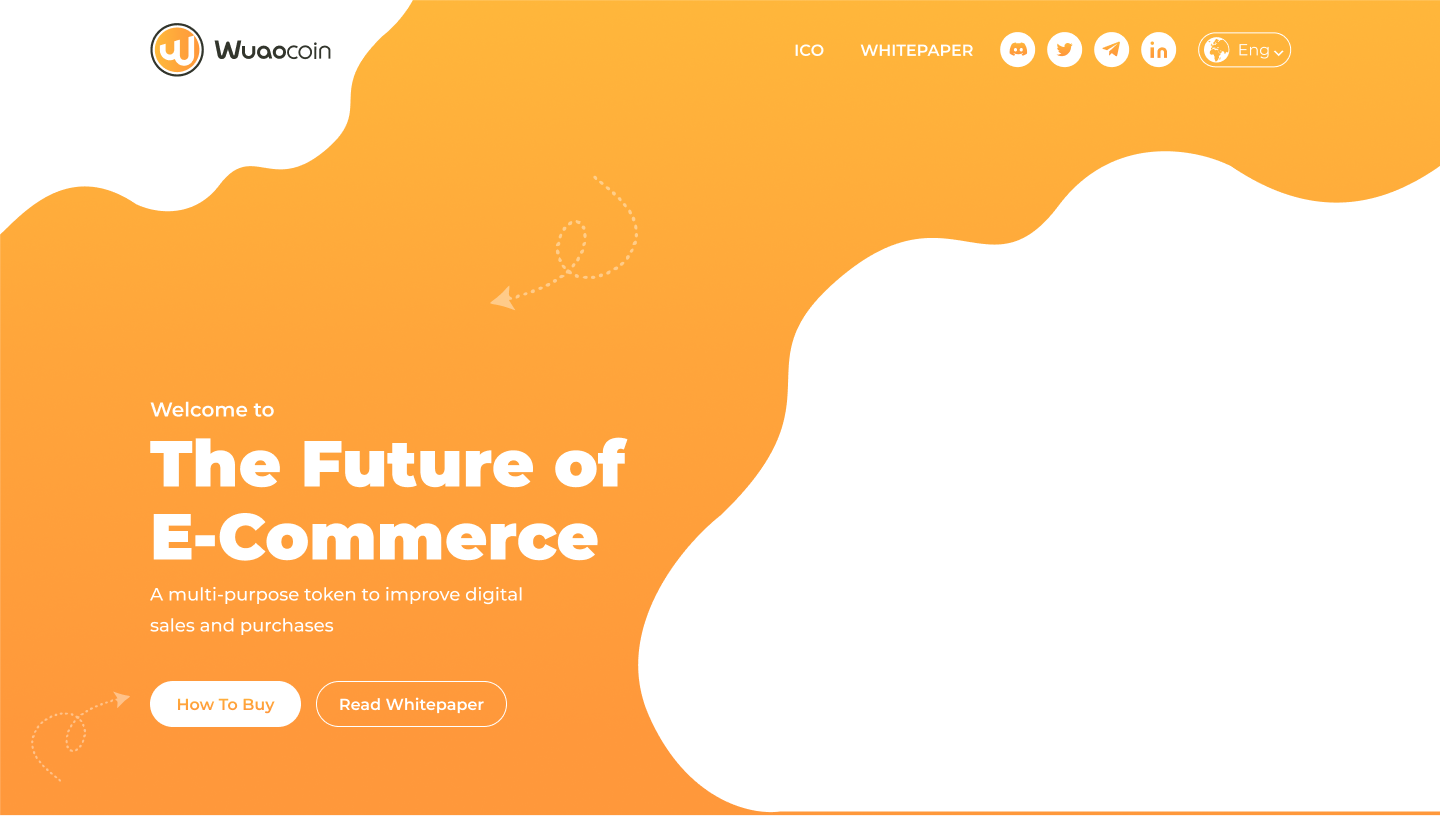 Wuaocoin
ICO
WHITEPAPER
Eng
Welcome to
The Future of
E-Commerce
A multi-purpose token to improve digital
sales and purchases
How To Buy
Read Whitepaper